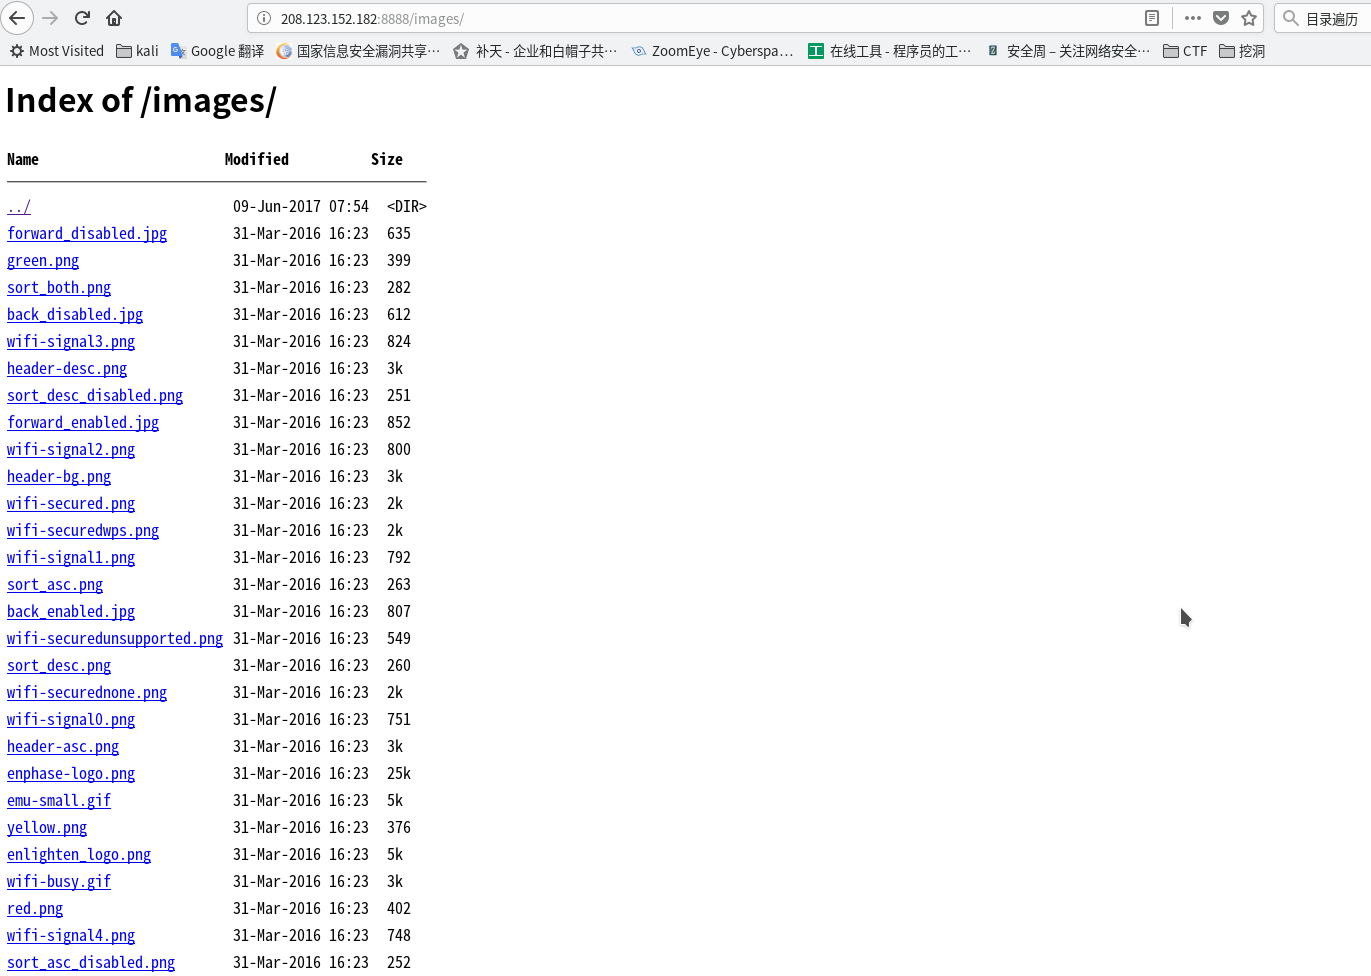 208.123.152.182:8888/images/
目录遍历
Most Visited kali Google 翻译 国家信息安全漏洞共享… 补天 - 企业和白帽子共… ZoomEye - Cyberspa… 在线工具 - 程序员的工… 安全周 – 关注网络安全… CTF 挖洞
Index of /images/
Name Modified Size
../ 09-Jun-2017 07:54 <DIR>
forward_disabled.jpg 31-Mar-2016 16:23 635
green.png 31-Mar-2016 16:23 399
sort_both.png 31-Mar-2016 16:23 282
back_disabled.jpg 31-Mar-2016 16:23 612
wifi-signal3.png 31-Mar-2016 16:23 824
header-desc.png 31-Mar-2016 16:23 3k
sort_desc_disabled.png 31-Mar-2016 16:23 251
forward_enabled.jpg 31-Mar-2016 16:23 852
wifi-signal2.png 31-Mar-2016 16:23 800
header-bg.png 31-Mar-2016 16:23 3k
wifi-secured.png 31-Mar-2016 16:23 2k
wifi-securedwps.png 31-Mar-2016 16:23 2k
wifi-signal1.png 31-Mar-2016 16:23 792
sort_asc.png 31-Mar-2016 16:23 263
back_enabled.jpg 31-Mar-2016 16:23 807
wifi-securedunsupported.png 31-Mar-2016 16:23 549
sort_desc.png 31-Mar-2016 16:23 260
wifi-securednone.png 31-Mar-2016 16:23 2k
wifi-signal0.png 31-Mar-2016 16:23 751
header-asc.png 31-Mar-2016 16:23 3k
enphase-logo.png 31-Mar-2016 16:23 25k
emu-small.gif 31-Mar-2016 16:23 5k
yellow.png 31-Mar-2016 16:23 376
enlighten_logo.png 31-Mar-2016 16:23 5k
wifi-busy.gif 31-Mar-2016 16:23 3k
red.png 31-Mar-2016 16:23 402
wifi-signal4.png 31-Mar-2016 16:23 748
sort_asc_disabled.png 31-Mar-2016 16:23 252